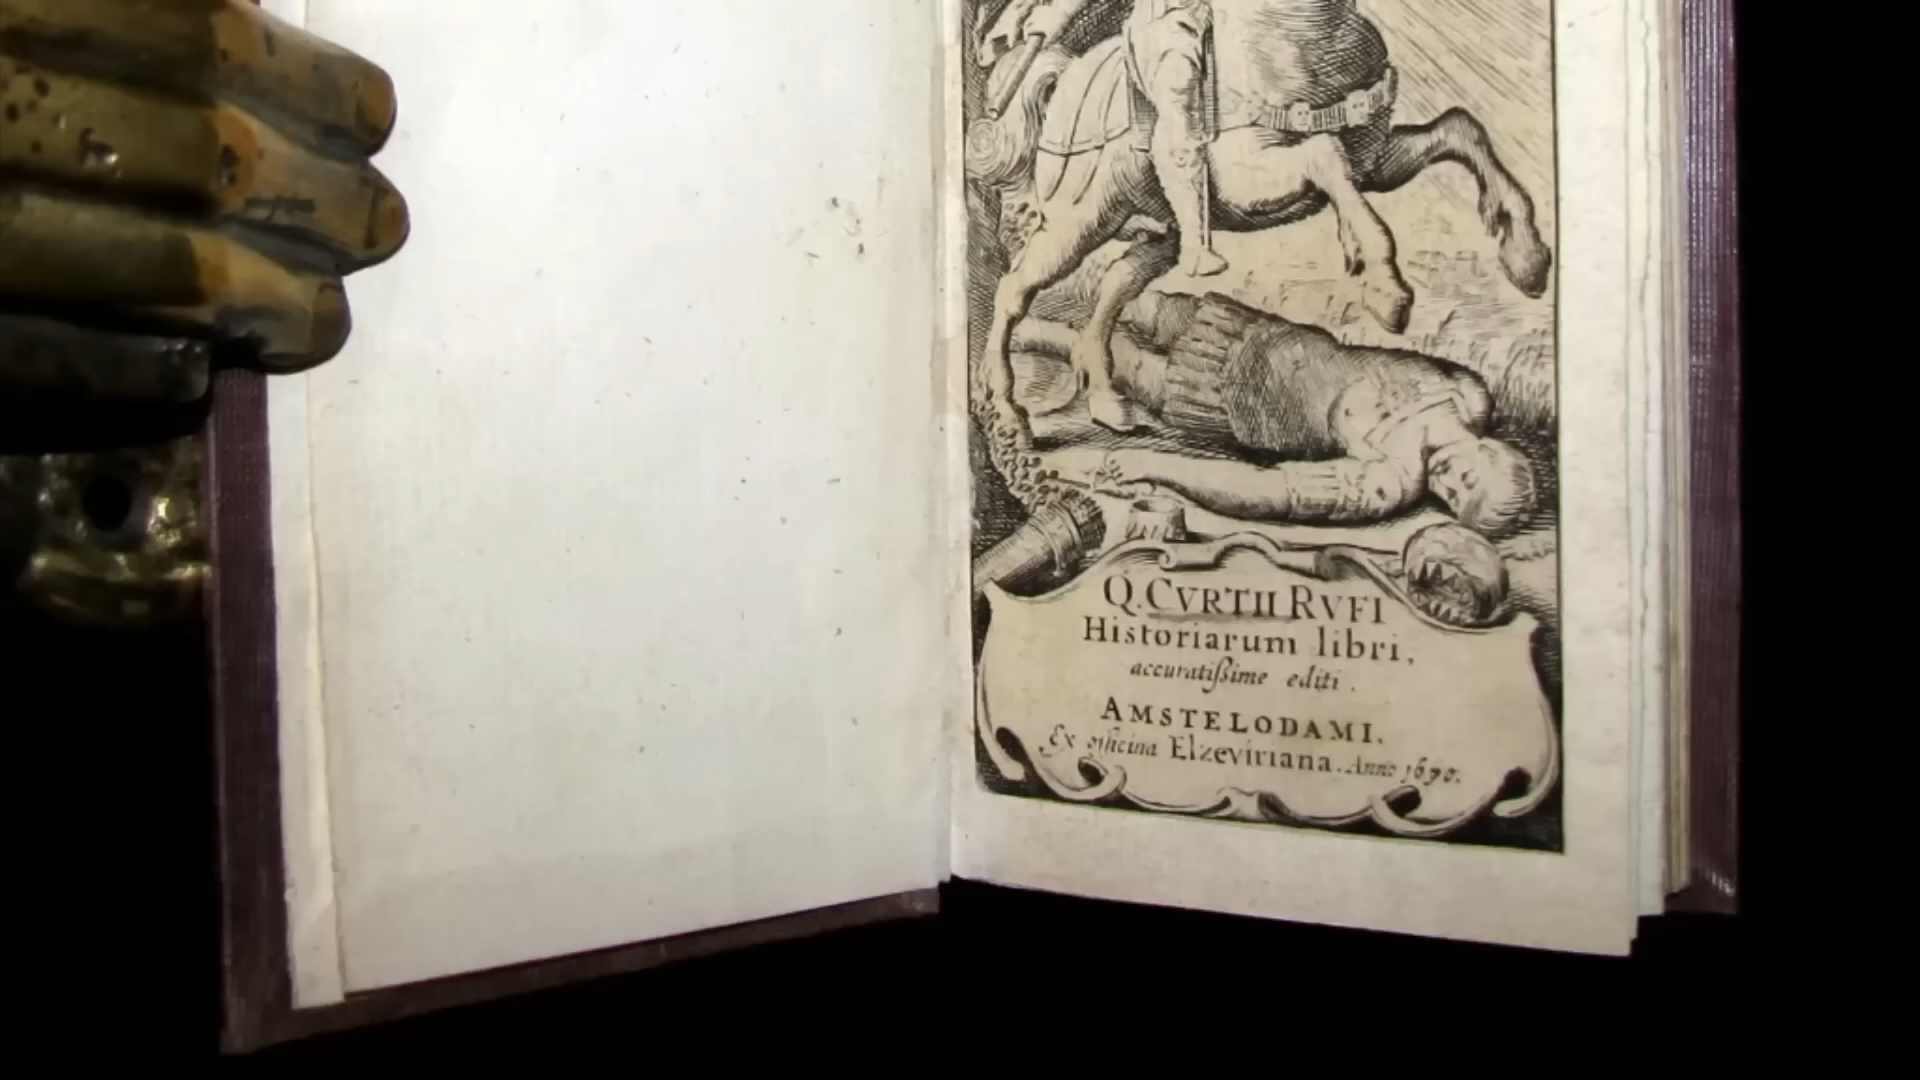 Q. CVRTII RVFI
Historiarum libri,
accuratißime editi.
AMSTELODAMI.
Ex officina Elzeviriana. Anno 1670.